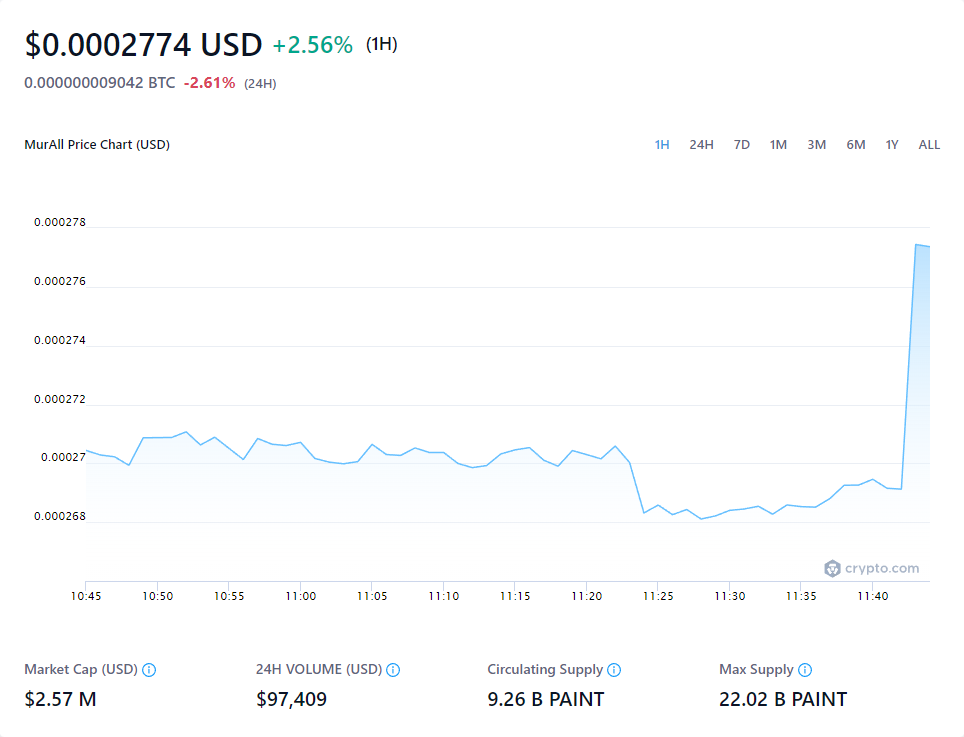 $0.0002774 USD +2.56% (1H)
0.000000009042 BTC -2.61% (24H)
MurAll Price Chart (USD) 1H 24H 7D 1M 3M 6M 1Y ALL
0.000278
0.000276
0.000274
0.000272
0.00027
0.000268
crypto.com
10:45 10:50 10:55 11:00 11:05 11:10 11:15 11:20 11:25 11:30 11:35 11:40
Market Cap (USD) 24H VOLUME (USD) Circulating Supply Max Supply
$2.57 M $97,409 9.26 B PAINT 22.02 B PAINT